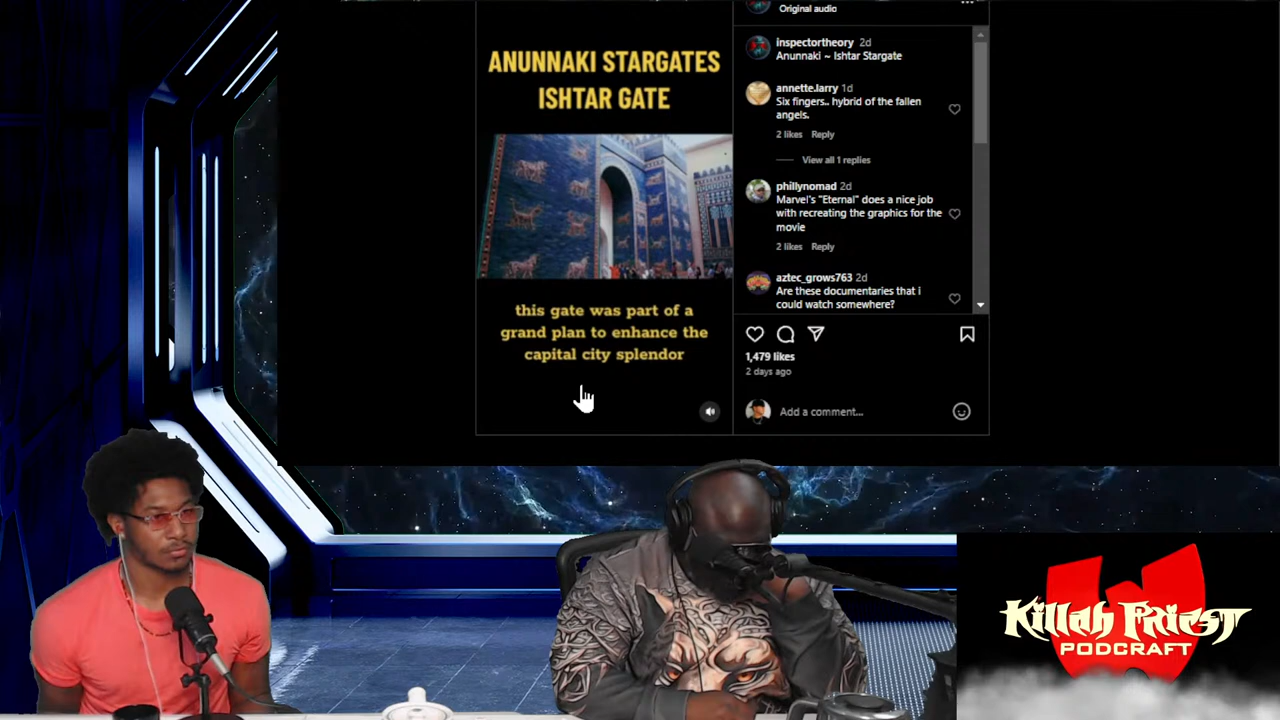 Original audio
ANUNNAKI STARGATES
ISHTAR GATE
this gate was part of a
grand plan to enhance the
capital city splendor
inspectortheory 2d
Anunnaki ~ Ishtar Stargate
annette.larry 1d
Six fingers.. hybrid of the fallen
angels.
2 likes Reply
View all 1 replies
phillynomad 2d
Marvel's "Eternal" does a nice job
with recreating the graphics for the
movie
2 likes Reply
aztec_grows763 2d
Are these documentaries that i
could watch somewhere?
1,479 likes
2 days ago
Add a comment...
Killah Priest
PODCRAFT